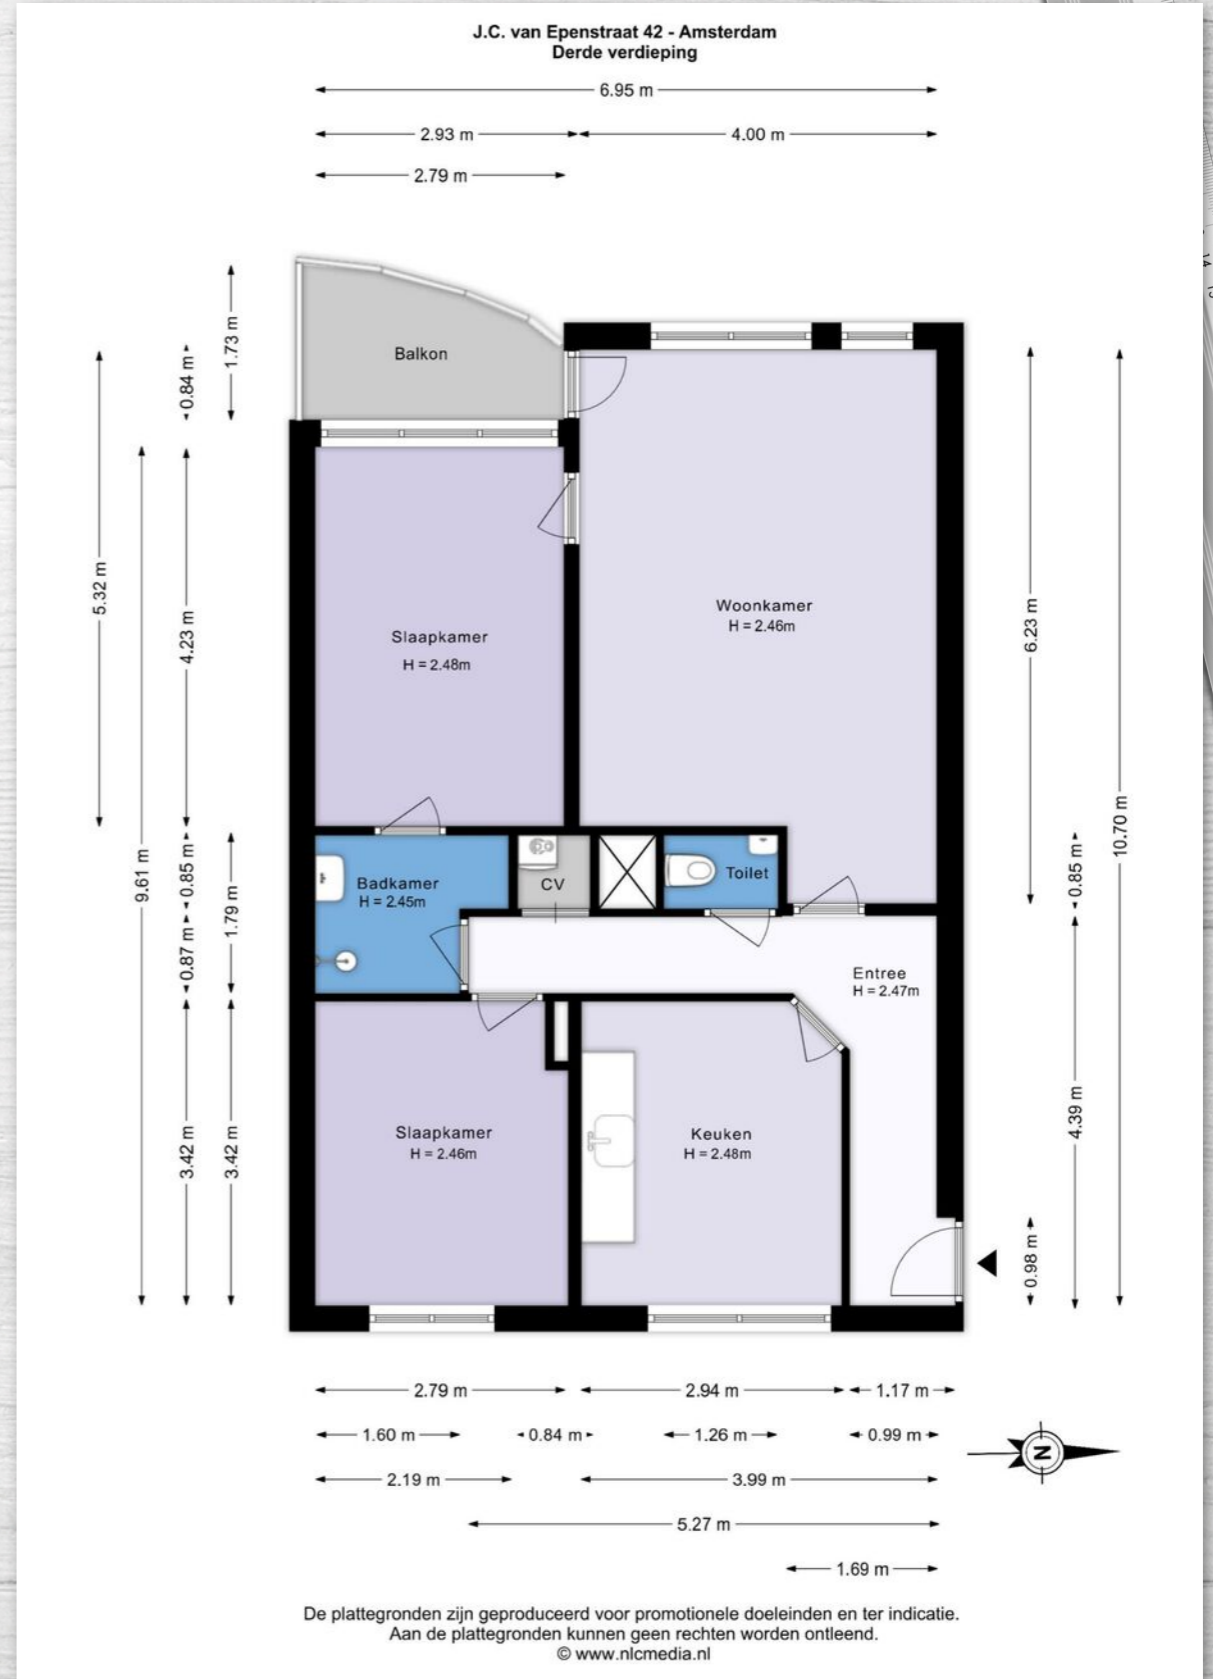 J.C. van Epenstraat 42 - Amsterdam
Derde verdieping
6.95 m
2.93 m
4.00 m
2.79 m
1.73 m
0.84 m
5.32 m
9.61 m
4.23 m
0.85 m
0.87 m
1.79 m
3.42 m
3.42 m
Balkon
Slaapkamer
H = 2.48m
Woonkamer
H = 2.46m
Badkamer
H = 2.45m
CV
Toilet
Entree
H = 2.47m
Slaapkamer
H = 2.46m
Keuken
H = 2.48m
6.23 m
0.85 m
10.70 m
4.39 m
0.98 m
2.79 m
2.94 m
1.17 m
1.60 m
0.84 m
1.26 m
0.99 m
2.19 m
3.99 m
5.27 m
1.69 m
N
De plattegronden zijn geproduceerd voor promotionele doeleinden en ter indicatie.
Aan de plattegronden kunnen geen rechten worden ontleend.
© www.nlcmedia.nl